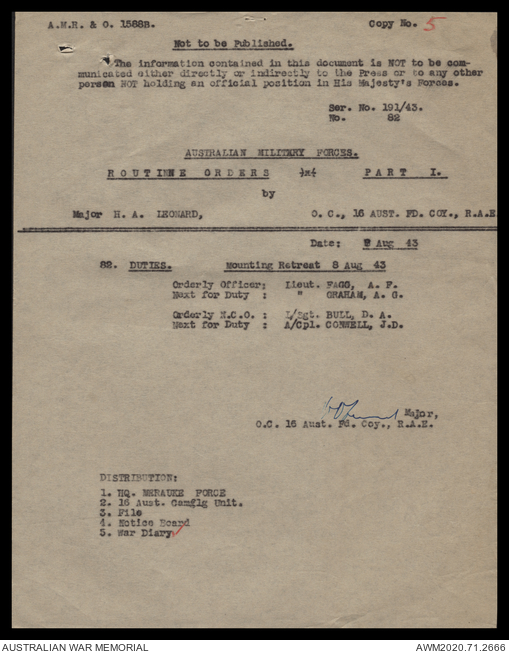 A.M.R. & O. 1588B.
Copy No. 5
Not to be Published.
The information contained in this document is NOT to be com-
municated either directly or indirectly to the Press or to any other
person NOT holding an official position in His Majesty's Forces.
Ser. No. 191/43.
No. 82
AUSTRALIAN MILITARY FORCES.
ROUTINE ORDERS PART I.
by
Major H. A. LEONARD, O. C., 16 AUST. FD. COY., R.A.E.
Date: Aug 43
82. DUTIES. Mounting Retreat 8 Aug 43
Orderly Officer: Lieut. FAGG, A. F.
Next for Duty : " GRAHAM, A. G.
Orderly N.C.O. : L/Sgt. BULL, D. A.
Next for Duty : A/Cpl. CONWELL, J.D.
Major,
O.C. 16 Aust. Fd. Coy., R.A.E.
DISTRIBUTION:
1. HQ. MERAUKE FORCE
2. 16 Aust. Camflg Unit.
3. File
4. Notice Board
5. War Diary
AUSTRALIAN WAR MEMORIAL
AWM2020.71.2666